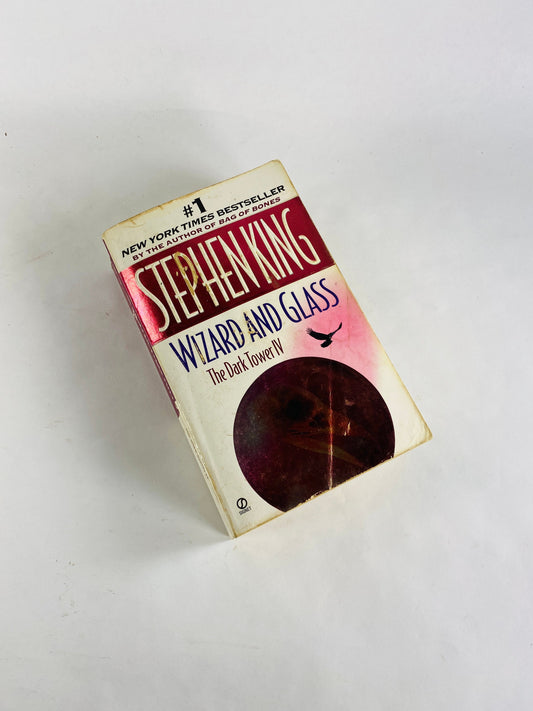 #1
NEW YORK TIMES BESTSELLER
BY THE AUTHOR OF BAG OF BONES
STEPHEN KING
WIZARD AND GLASS
The Dark Tower IV
SIGNET